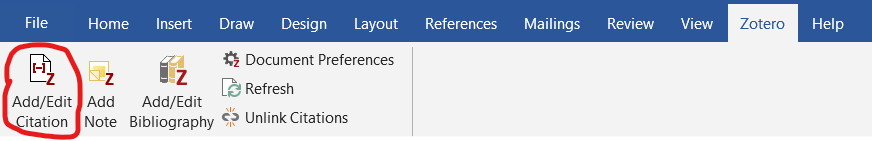 File Home Insert Draw Design Layout References Mailings Review View Zotero Help
Add/Edit
Citation
Add
Note
Add/Edit
Bibliography
Document Preferences
Refresh
Unlink Citations